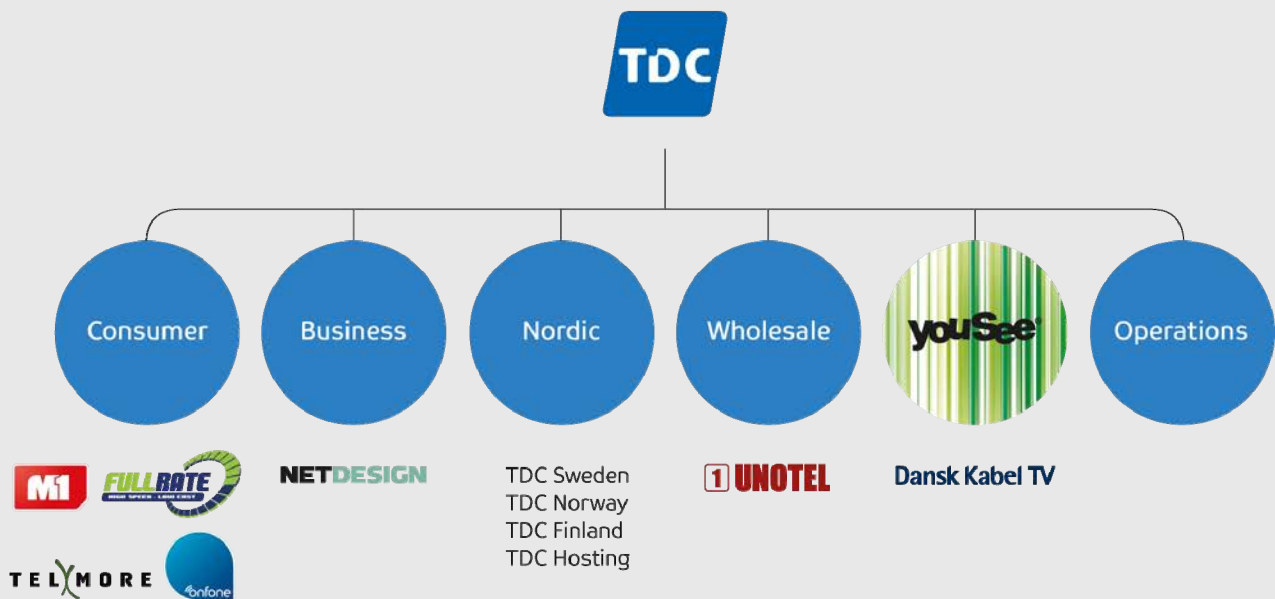 TDC
Consumer
Business
Nordic
Wholesale
youSee®
Operations
M1
FULLRATE
HIGH SPEED - LOW COST
TELMORE
onfone
NETDESIGN
TDC Sweden
TDC Norway
TDC Finland
TDC Hosting
1 UNOTEL
Dansk Kabel TV